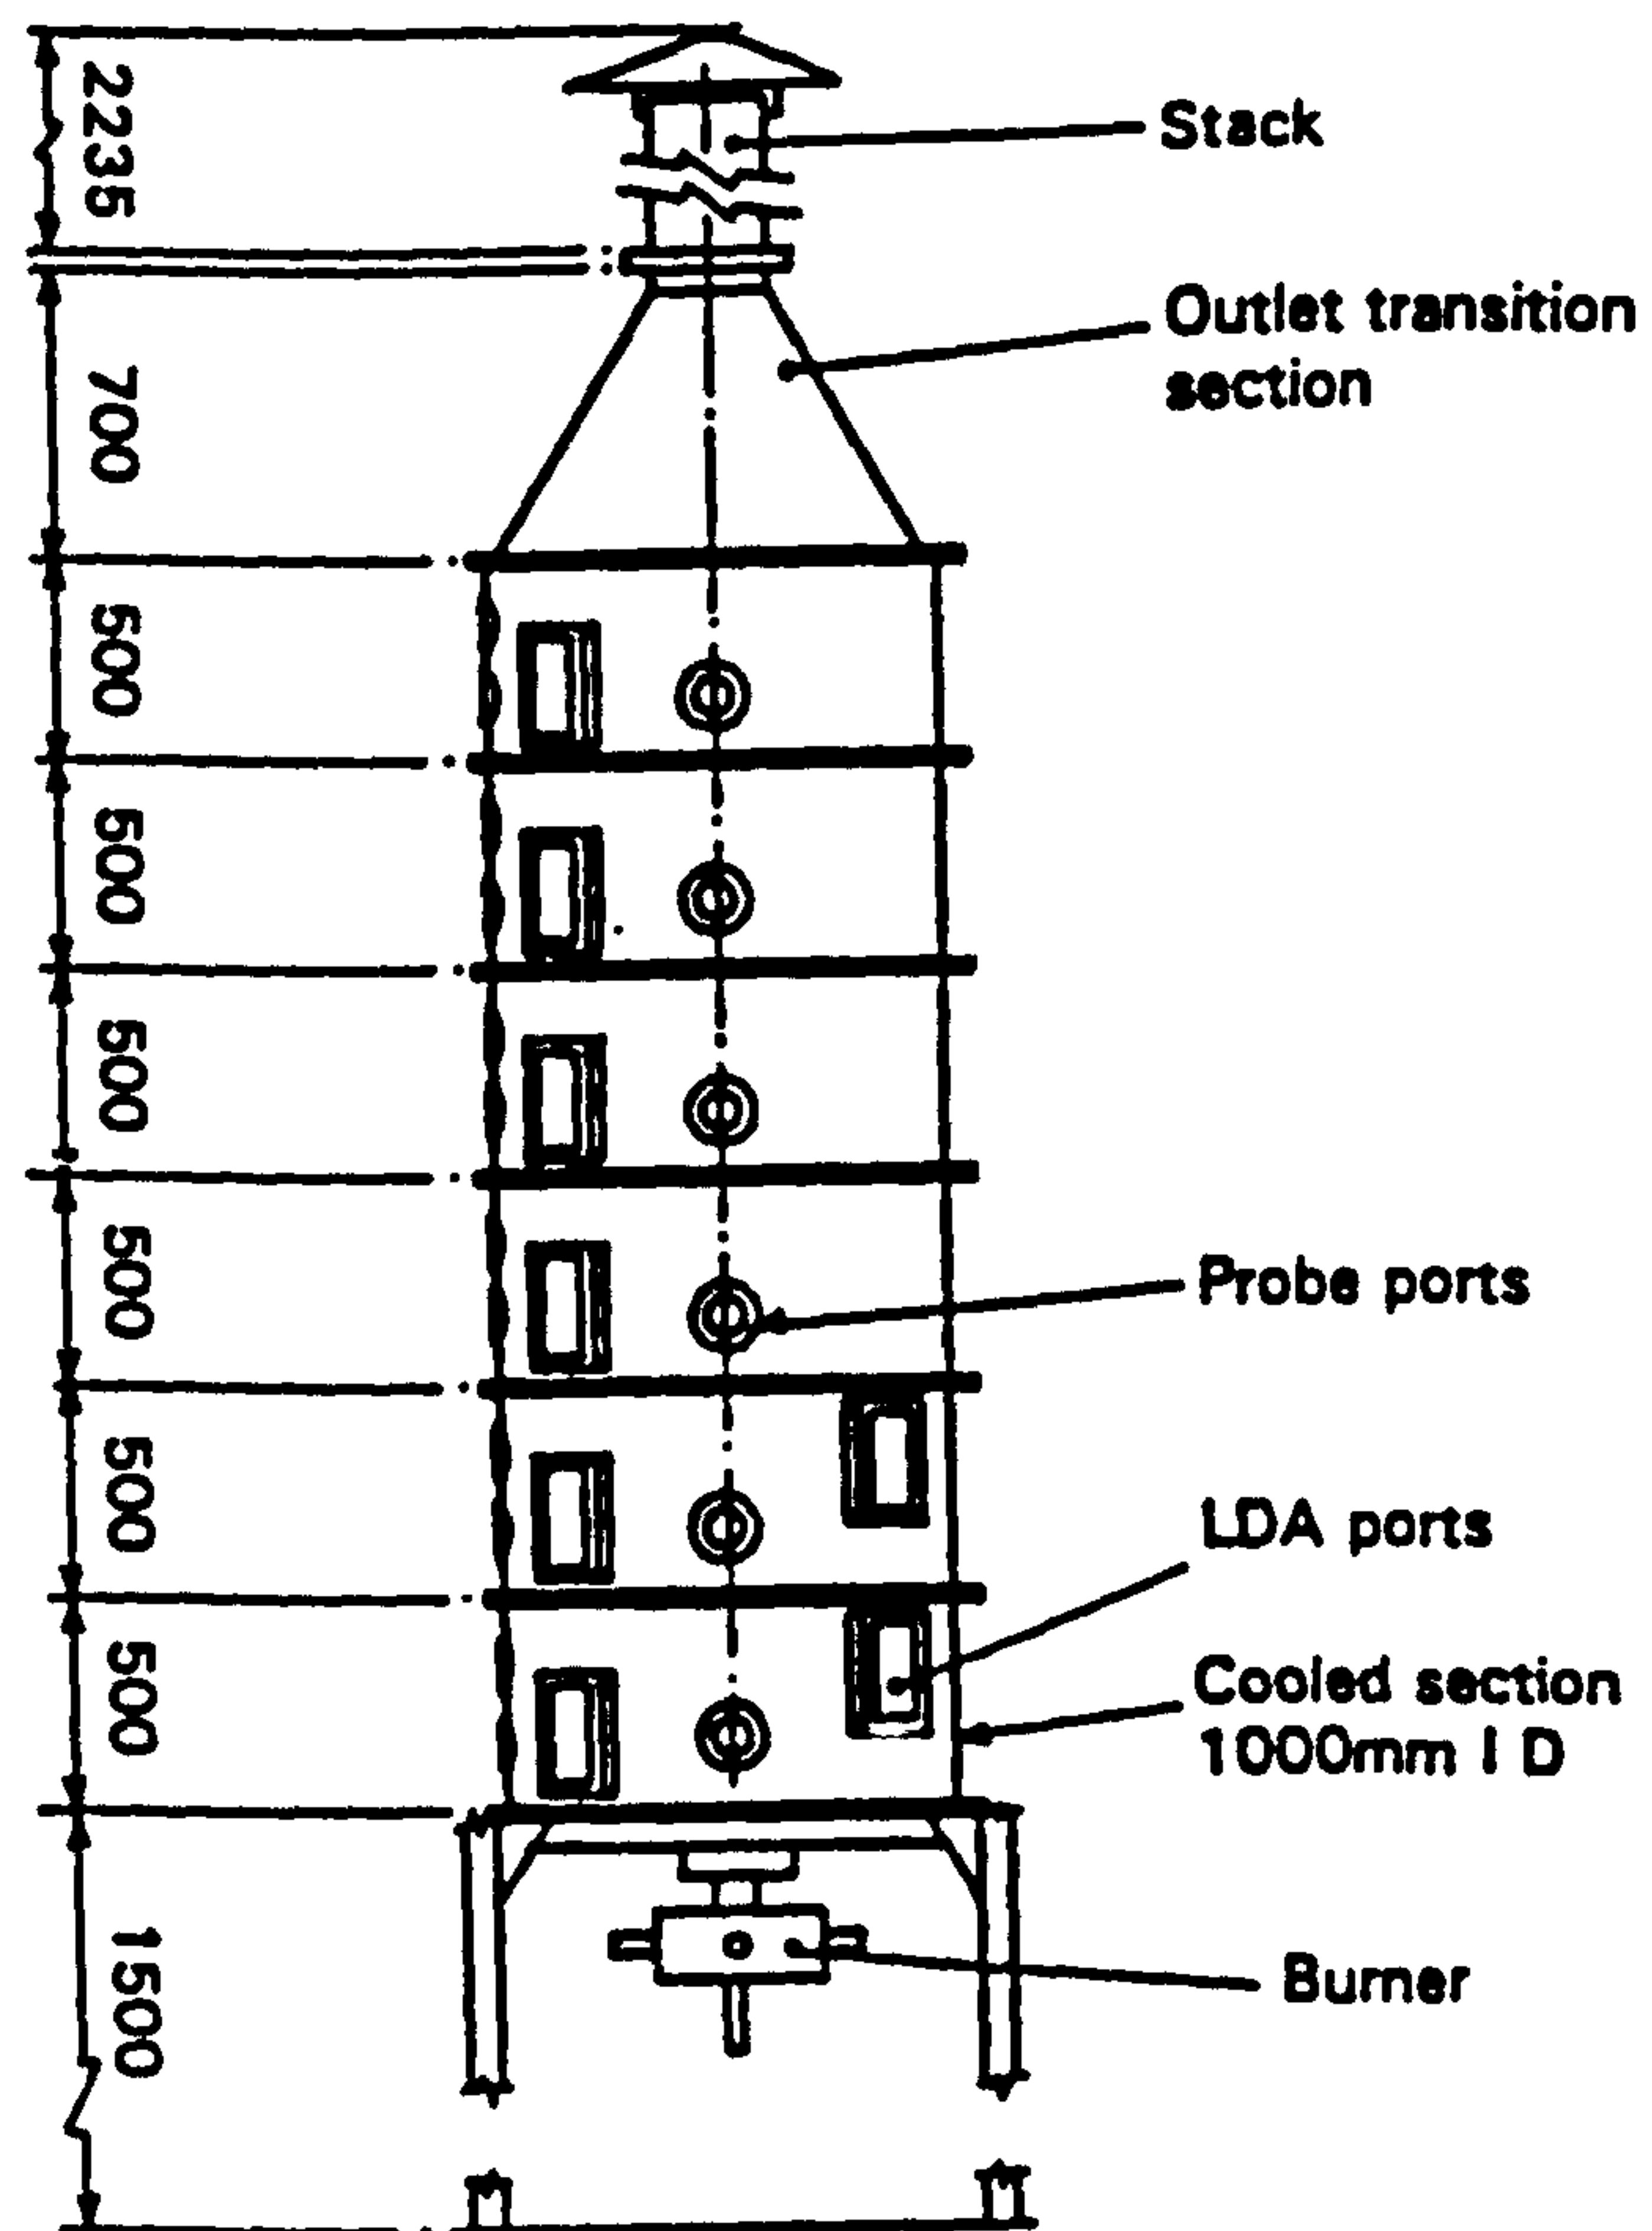 2235
Stack
Outlet transition
section
700
500
500
500
500
Probe ports
500
LDA ports
500
Cooled section
1000mm I D
1500
Burner